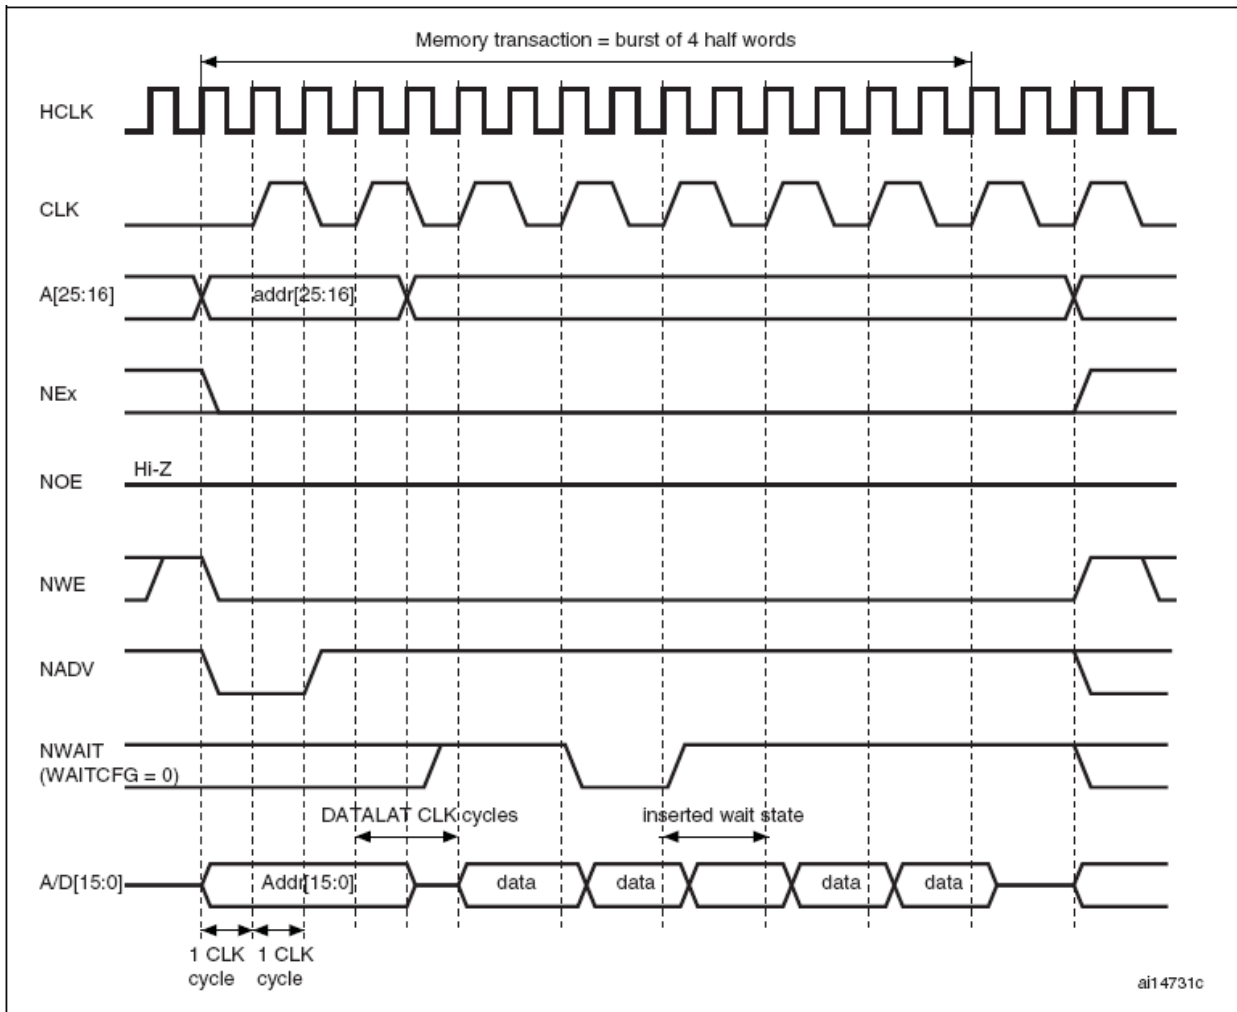 Memory transaction = burst of 4 half words
HCLK
CLK
A[25:16]
addr[25:16]
NEx
Hi-Z
NOE
NWE
NADV
NWAIT
(WAITCFG = 0)
DATALAT CLK cycles
inserted wait state
A/D[15:0]
Addr[15:0]
data
data
data
data
1 CLK
cycle
1 CLK
cycle
ai14731c